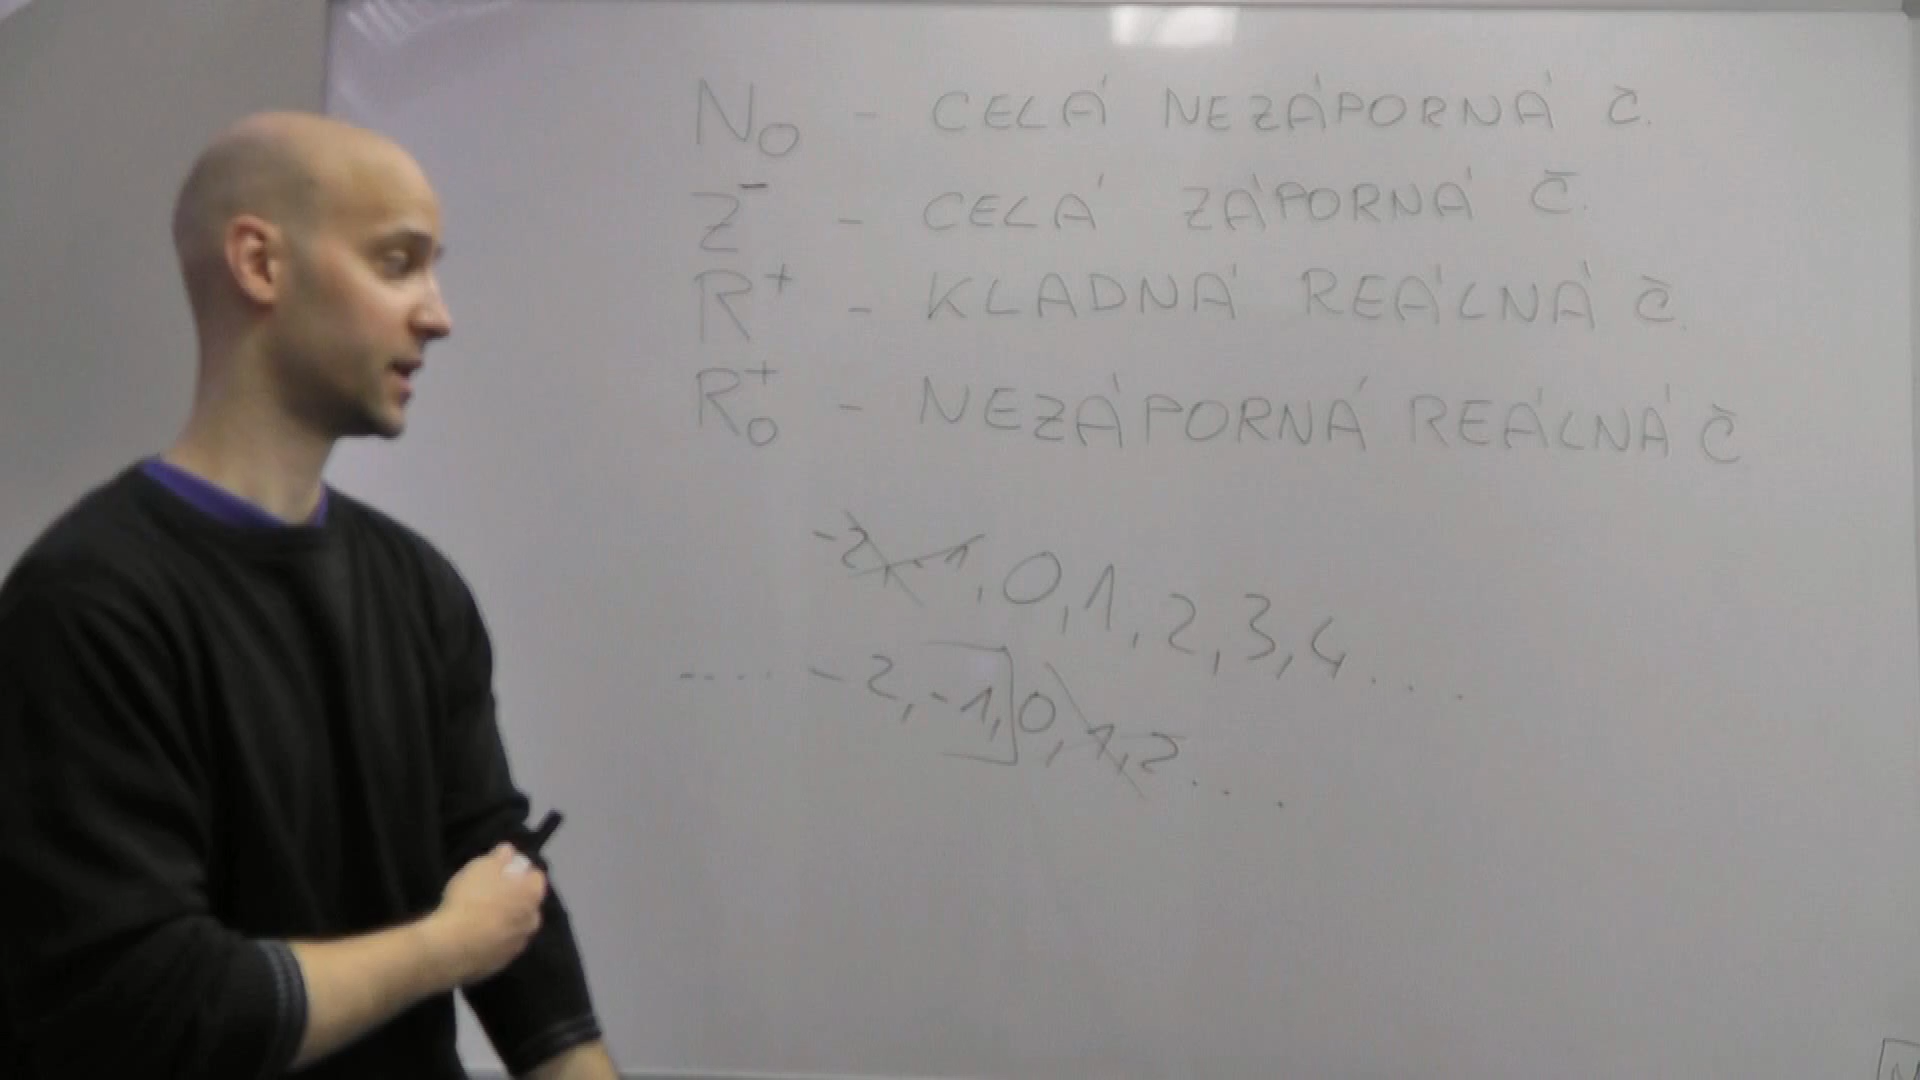 N₀ - CELÁ NEZÁPORNÁ Č.
Z⁻ - CELÁ ZÁPORNÁ Č.
R⁺ - KLADNÁ REÁLNÁ Č.
R₀⁺ - NEZÁPORNÁ REÁLNÁ Č
-2, -1, 0, 1, 2, 3, 4 . . .
.... -2, -1, 0, 1, 2 . . .